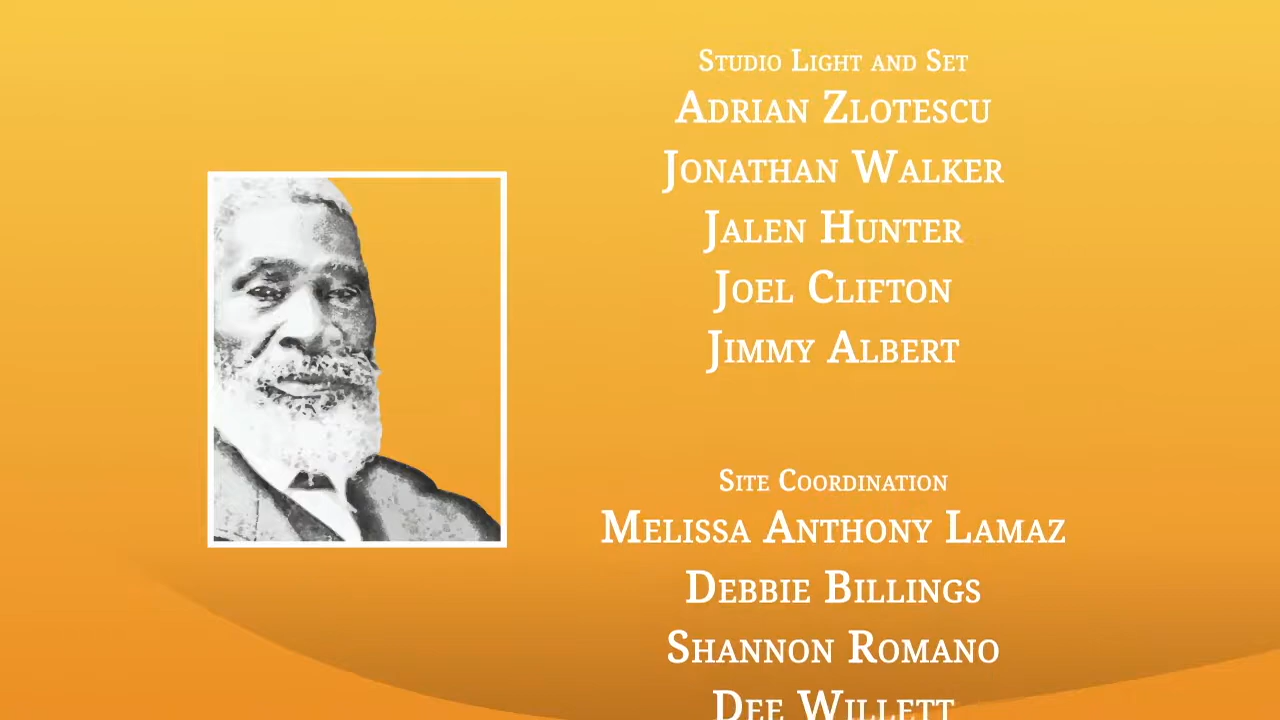 Studio Light and Set
Adrian Zlotescu
Jonathan Walker
Jalen Hunter
Joel Clifton
Jimmy Albert
Site Coordination
Melissa Anthony Lamaz
Debbie Billings
Shannon Romano
Dee Willett